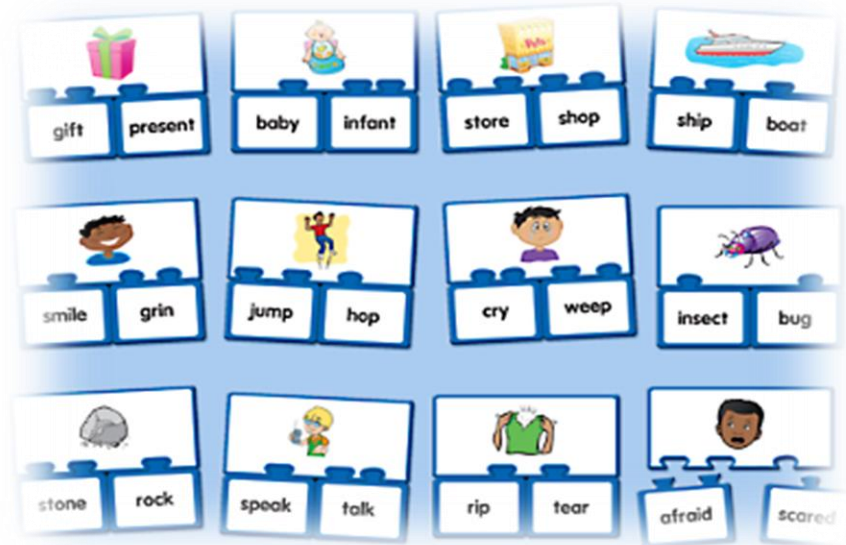 gift present baby infant store shop ship boat
smile grin jump hop cry weep insect bug
stone rock speak talk rip tear afraid scared